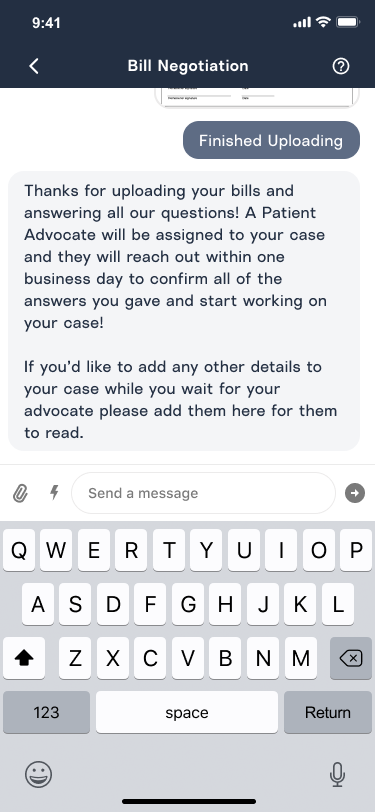 9:41
Bill Negotiation
Finished Uploading
Thanks for uploading your bills and
answering all our questions! A Patient
Advocate will be assigned to your case
and they will reach out within one
business day to confirm all of the
answers you gave and start working on
your case!
If you'd like to add any other details to
your case while you wait for your
advocate please add them here for them
to read.
Send a message
Q W E R T Y U I O P
A S D F G H J K L
Z X C V B N M
123 space Return